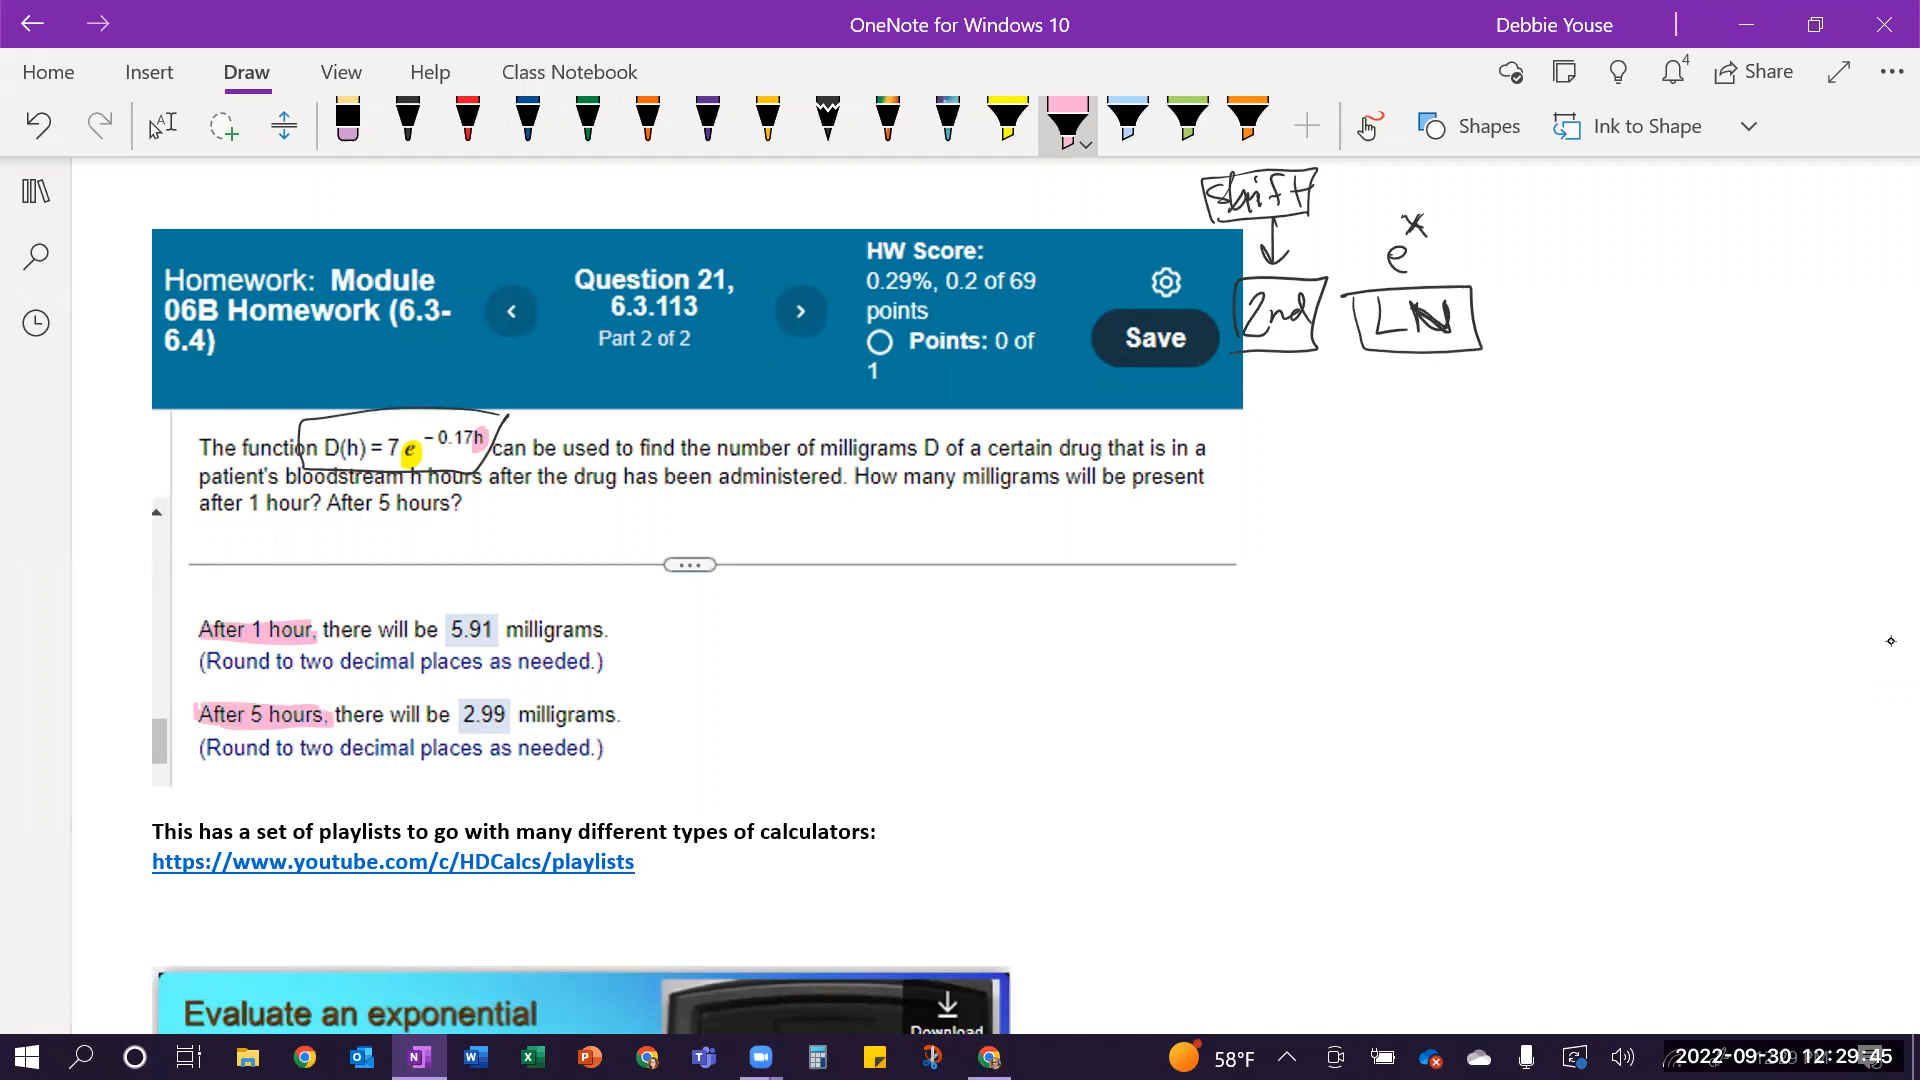 OneNote for Windows 10
Debbie Youse
Home Insert Draw View Help Class Notebook
4
Share
Shapes
Ink to Shape
shift
e^x
2nd
LN
Homework: Module 06B Homework (6.3-6.4)
Question 21, 6.3.113
Part 2 of 2
HW Score:
0.29%, 0.2 of 69
points
Points: 0 of
1
Save
The function D(h) = 7 e^-0.17h can be used to find the number of milligrams D of a certain drug that is in a
patient's bloodstream h hours after the drug has been administered. How many milligrams will be present
after 1 hour? After 5 hours?
After 1 hour, there will be 5.91 milligrams.
(Round to two decimal places as needed.)
After 5 hours, there will be 2.99 milligrams.
(Round to two decimal places as needed.)
This has a set of playlists to go with many different types of calculators:
https://www.youtube.com/c/HDCalcs/playlists
Evaluate an exponential
Download
58°F
2022-09-30 12:29:45